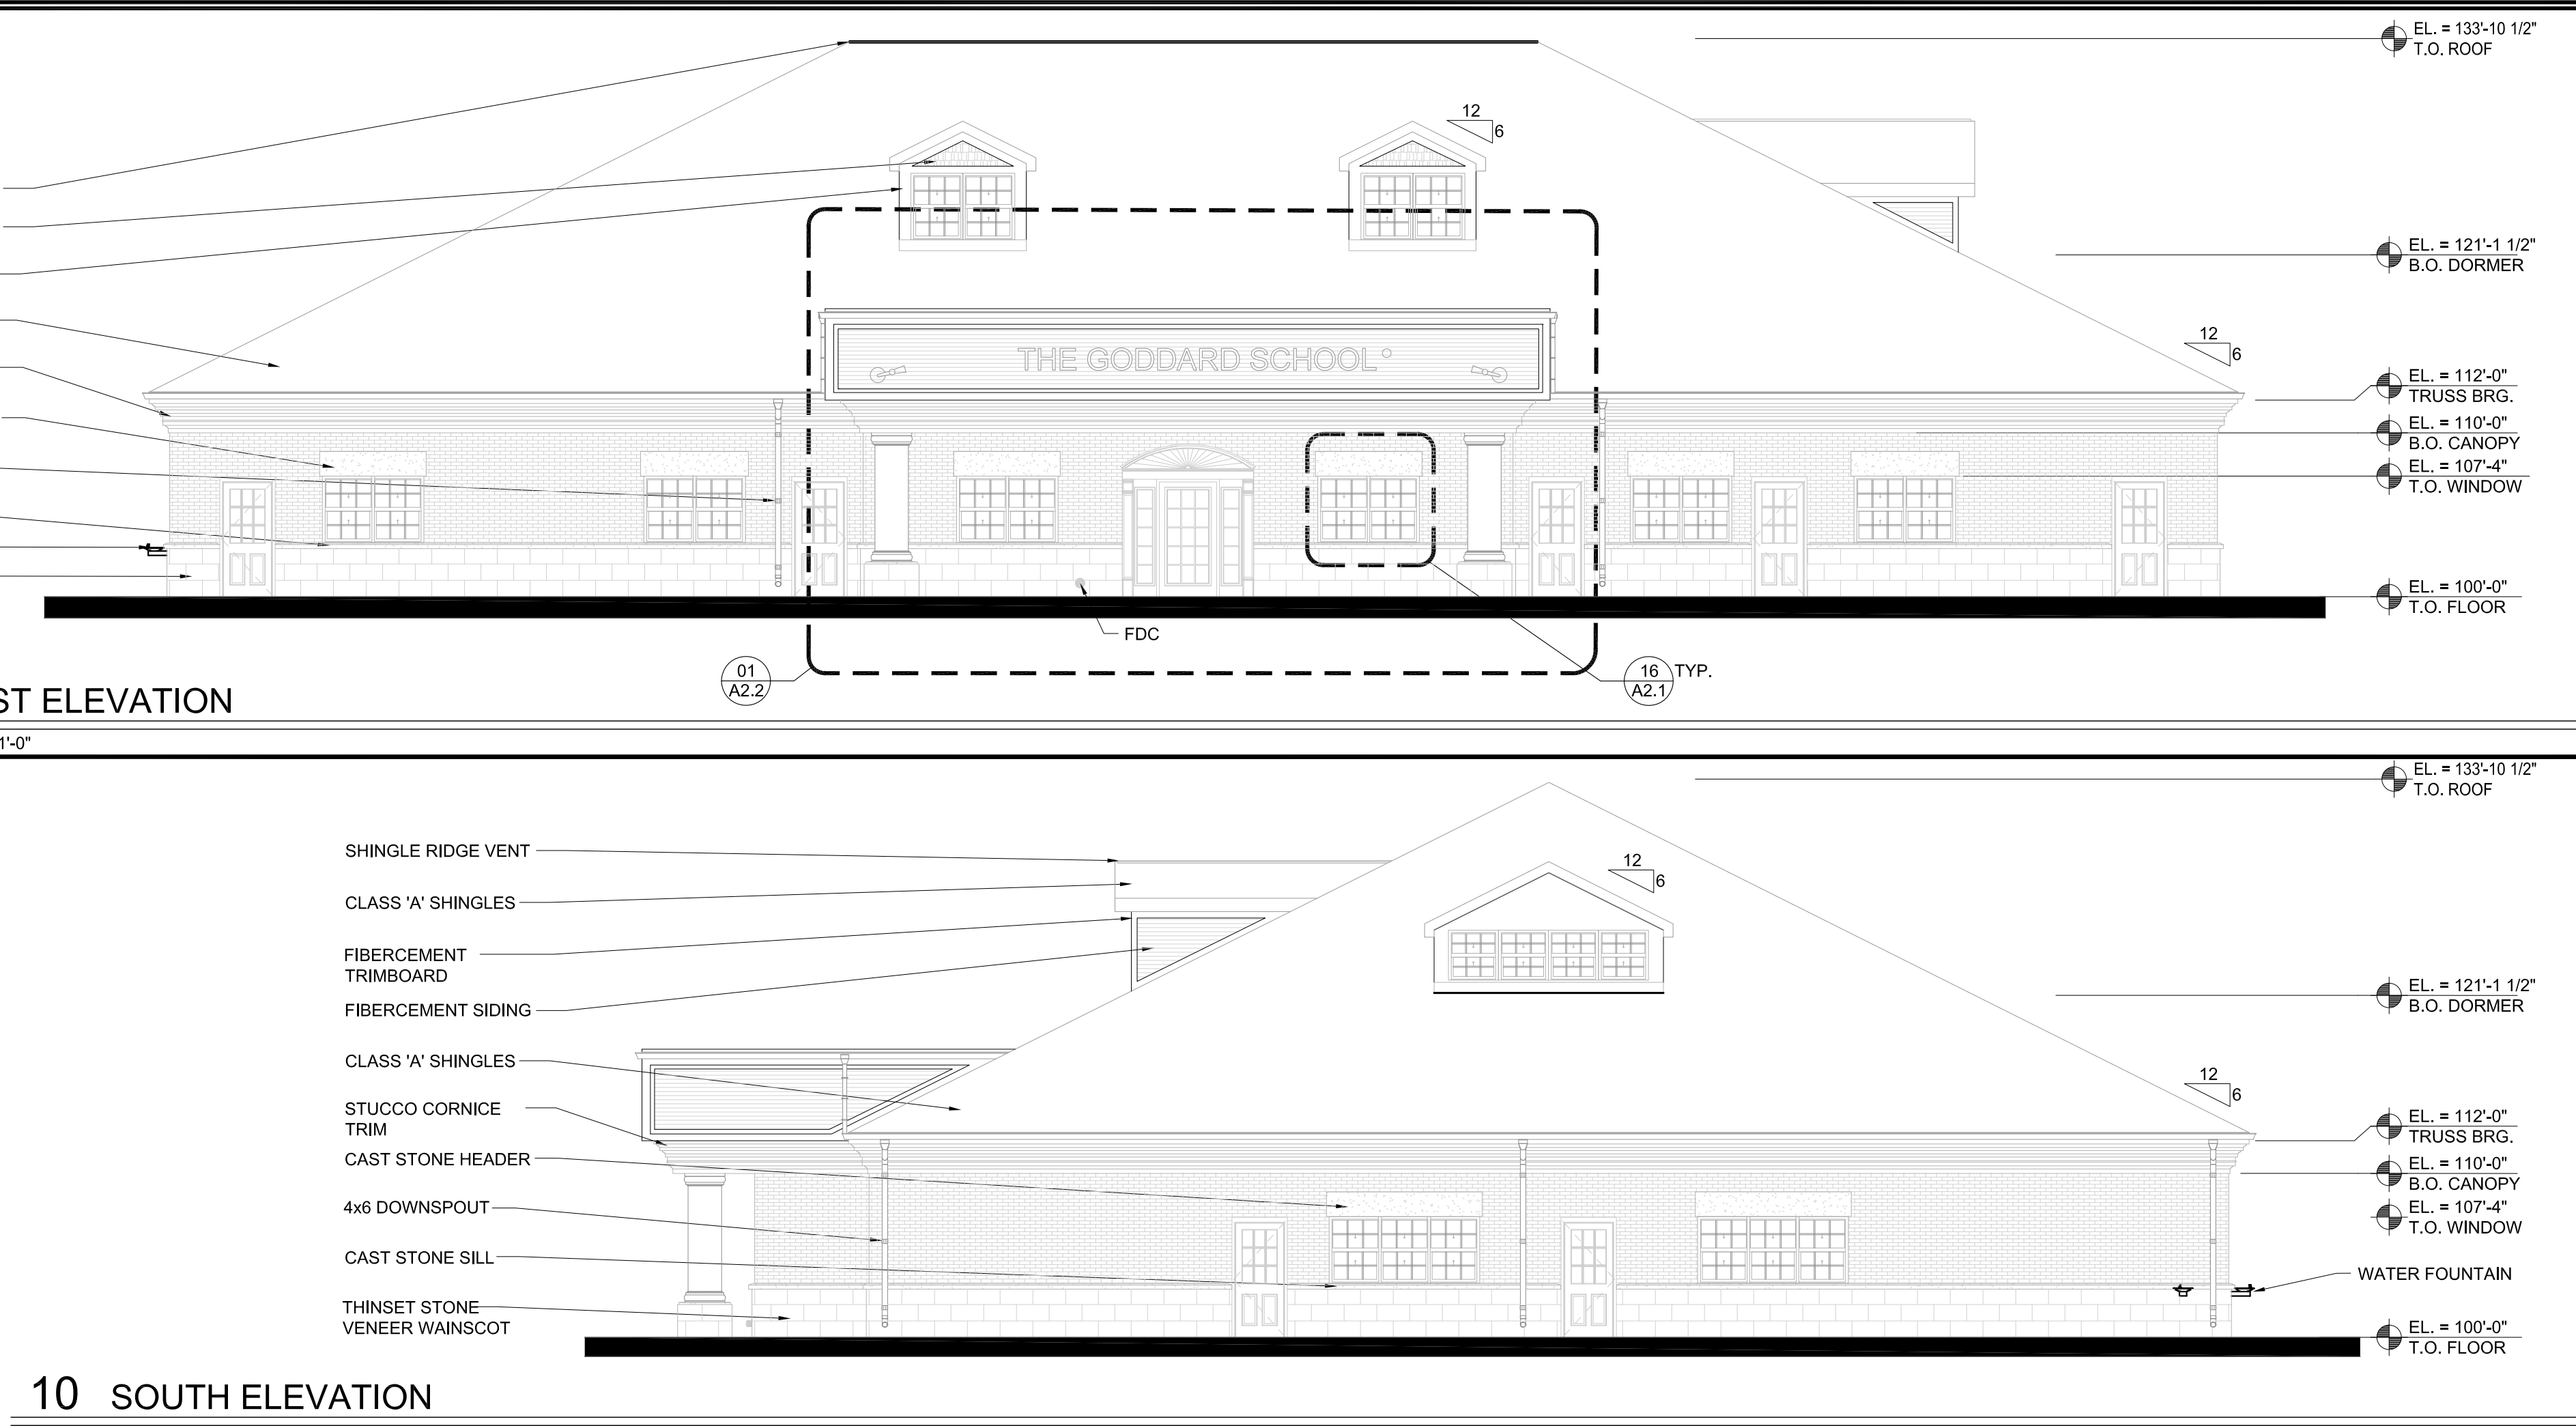 EL. = 133'-10 1/2"
T.O. ROOF
12
6
EL. = 121'-1 1/2"
B.O. DORMER
THE GODDARD SCHOOL
12
6
EL. = 112'-0"
TRUSS BRG.
EL. = 110'-0"
B.O. CANOPY
EL. = 107'-4"
T.O. WINDOW
EL. = 100'-0"
T.O. FLOOR
FDC
01
A2.2
16
A2.1
TYP.
ST ELEVATION
1'-0"
EL. = 133'-10 1/2"
T.O. ROOF
SHINGLE RIDGE VENT
12
6
CLASS 'A' SHINGLES
FIBERCEMENT
TRIMBOARD
FIBERCEMENT SIDING
EL. = 121'-1 1/2"
B.O. DORMER
CLASS 'A' SHINGLES
12
6
STUCCO CORNICE
TRIM
EL. = 112'-0"
TRUSS BRG.
CAST STONE HEADER
EL. = 110'-0"
B.O. CANOPY
4x6 DOWNSPOUT
EL. = 107'-4"
T.O. WINDOW
CAST STONE SILL
WATER FOUNTAIN
THINSET STONE
VENEER WAINSCOT
EL. = 100'-0"
T.O. FLOOR
10 SOUTH ELEVATION